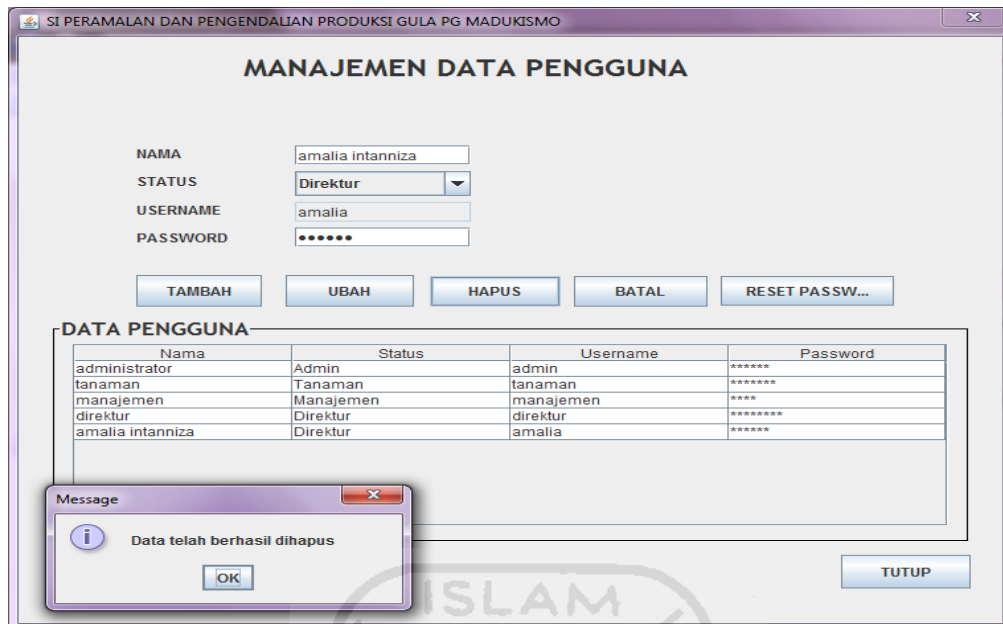 SI PERAMALAN DAN PENGENDALIAN PRODUKSI GULA PG MADUKISMO
MANAJEMEN DATA PENGGUNA
NAMA amalia intanniza
STATUS Direktur
USERNAME amalia
PASSWORD ••••••
TAMBAH UBAH HAPUS BATAL RESET PASSW...
DATA PENGGUNA
Nama Status Username Password
administrator Admin admin ******
tanaman Tanaman tanaman *******
manajemen Manajemen manajemen ****
direktur Direktur direktur ********
amalia intanniza Direktur amalia ******
Message
Data telah berhasil dihapus
OK
TUTUP
ISLAM